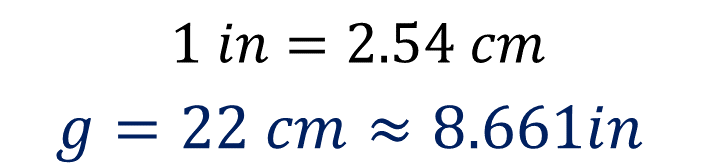 1 in = 2.54 cm
g = 22 cm ≈ 8.661in